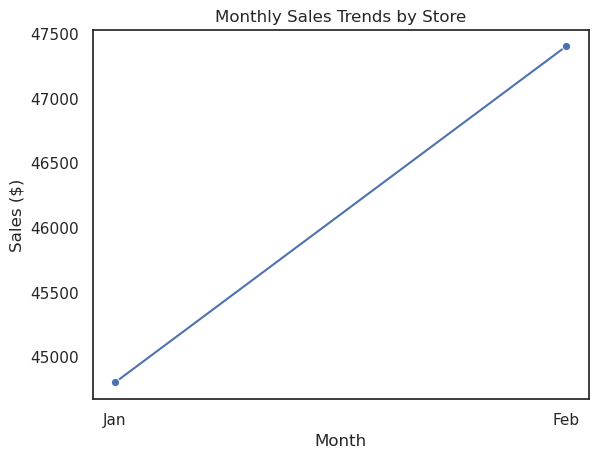 Monthly Sales Trends by Store
47500
47000
46500
46000
45500
45000
Sales ($)
Jan
Feb
Month